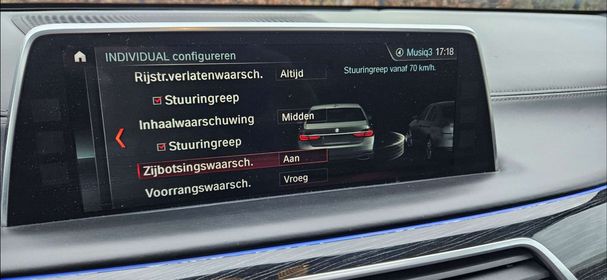 INDIVIDUAL configureren
Musiq3 17:18
Rijstr.verlatenwaarsch. Altijd
Stuuringreep vanaf 70 km/h.
Stuuringreep
Inhaalwaarschuwing Midden
Stuuringreep
Zijbotsingswaarsch. Aan
Voorrangswaarsch. Vroeg